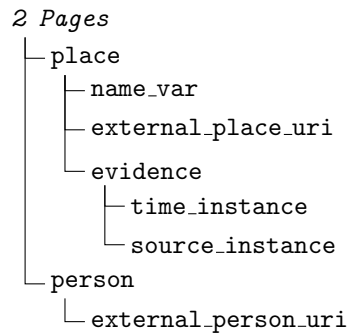 2 Pages
place
name_var
external_place_uri
evidence
time_instance
source_instance
person
external_person_uri